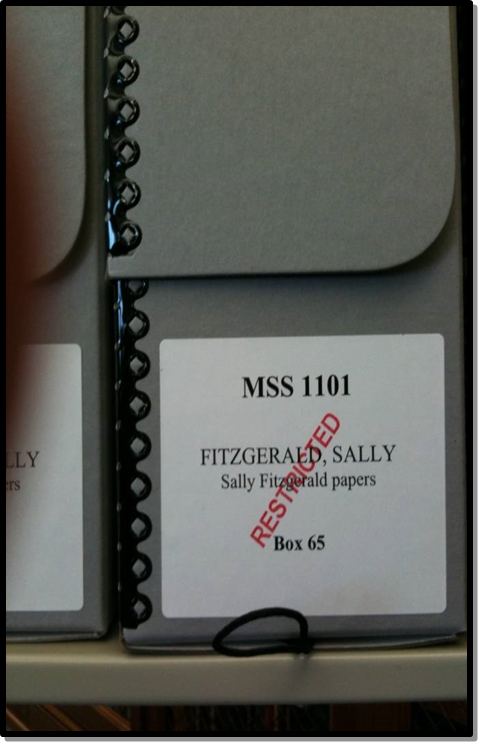 MSS 1101
FITZGERALD, SALLY
Sally Fitzgerald papers
RESTRICTED
Box 65
LLY
ers